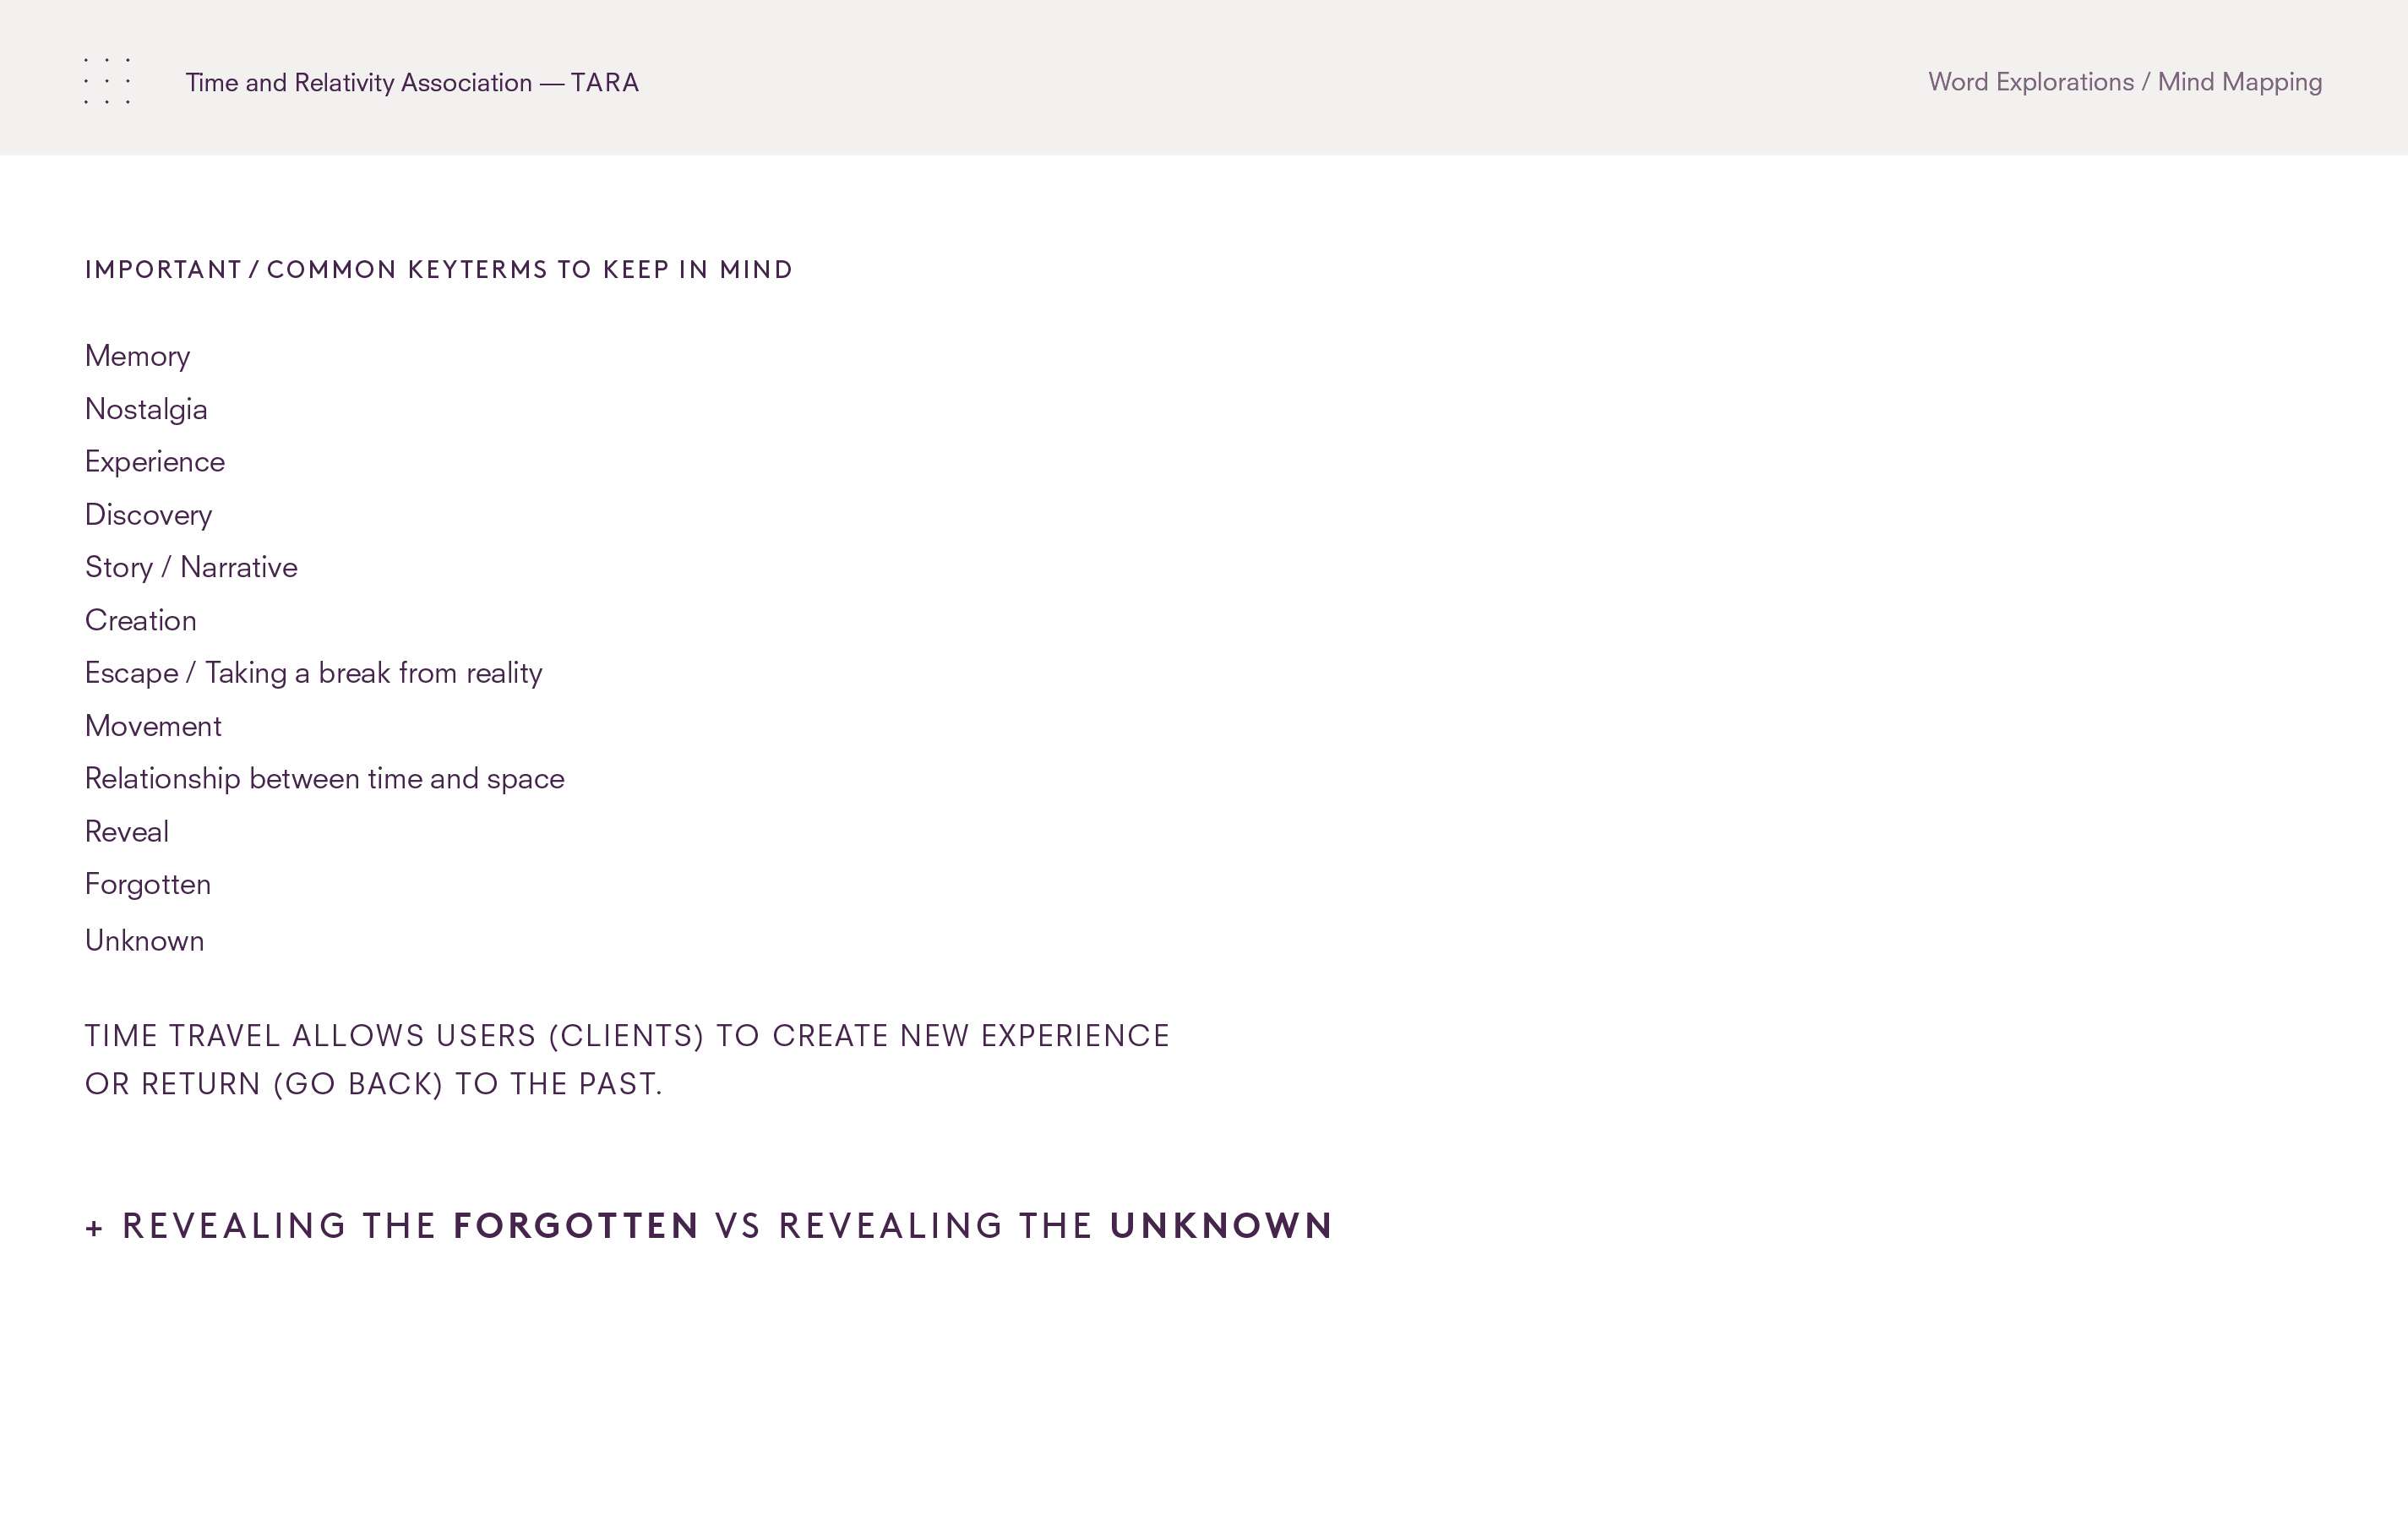 Time and Relativity Association — TARA
Word Explorations / Mind Mapping
IMPORTANT / COMMON KEYTERMS TO KEEP IN MIND
Memory
Nostalgia
Experience
Discovery
Story / Narrative
Creation
Escape / Taking a break from reality
Movement
Relationship between time and space
Reveal
Forgotten
Unknown
TIME TRAVEL ALLOWS USERS (CLIENTS) TO CREATE NEW EXPERIENCE
OR RETURN (GO BACK) TO THE PAST.
+ REVEALING THE FORGOTTEN VS REVEALING THE UNKNOWN